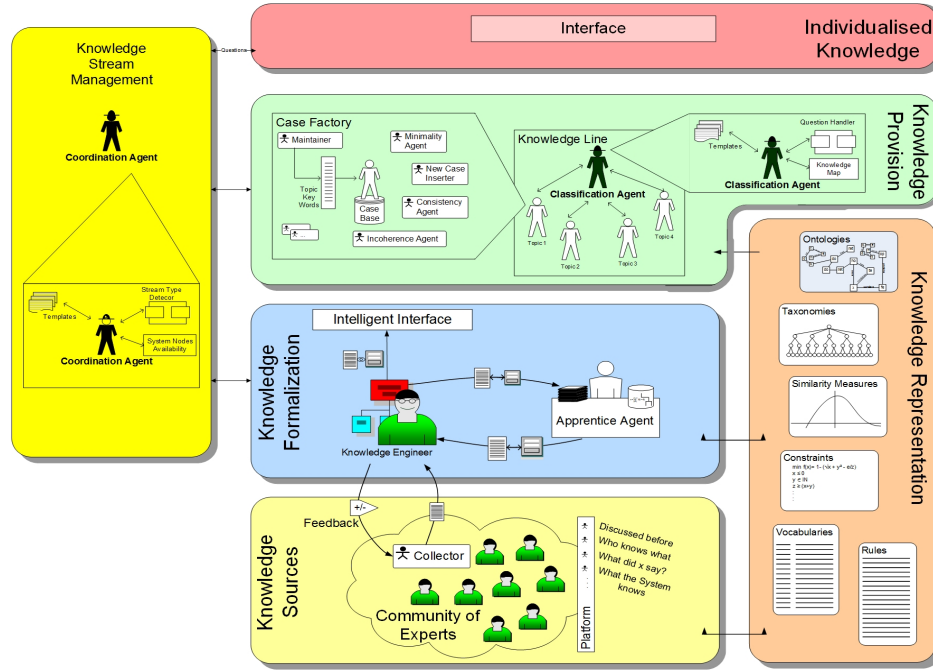 Knowledge
Stream
Management
Coordination Agent
Templates
Stream Type
Detecor
System Nodes
Availability
Coordination Agent
Questions
Interface
Individualised
Knowledge
Case Factory
Maintainer
Topic
Key
Words
Case
Base
Minimality
Agent
New Case
Inserter
Consistency
Agent
Incoherence Agent
...
Knowledge Line
Classification Agent
Topic 1
Topic 2
Topic 3
Topic 4
Templates
Question Handler
Knowledge
Map
Classification Agent
Knowledge
Provision
Knowledge
Formalization
Intelligent Interface
Knowledge Engineer
Apprentice Agent
Knowledge
Sources
Feedback
+/-
Collector
Community of
Experts
Platform
Discussed before
Who knows what
What did x say?
What the System
knows
Knowledge Representation
Ontologies
Taxonomies
Similarity Measures
Constraints
x ≤ 0
y ∈ IN
z ≥ (x+y)
Vocabularies
Rules